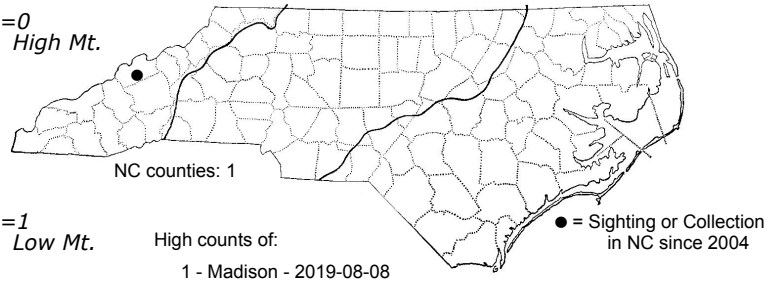 =0
High Mt.
NC counties: 1
=1
Low Mt.
High counts of:
1 - Madison - 2019-08-08
● = Sighting or Collection
in NC since 2004